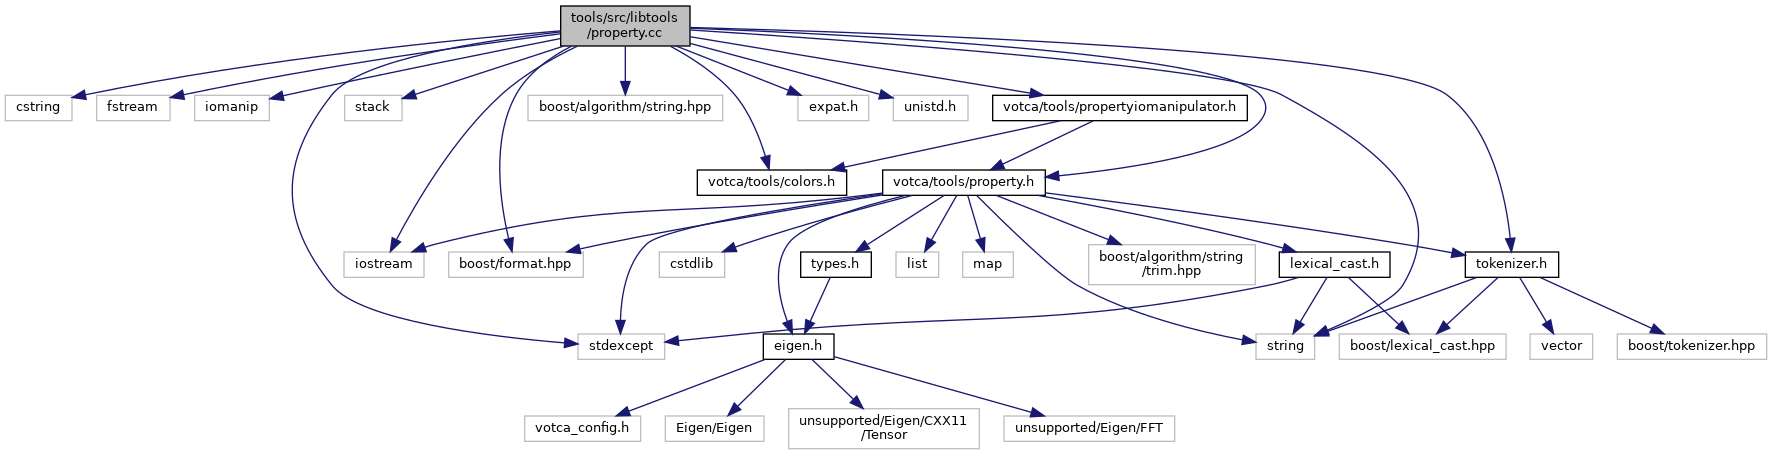 tools/src/libtools
/property.cc
cstring
fstream
iomanip
stack
boost/algorithm/string.hpp
expat.h
unistd.h
votca/tools/propertyiomanipulator.h
votca/tools/colors.h
votca/tools/property.h
iostream
boost/format.hpp
cstdlib
types.h
list
map
boost/algorithm/string
/trim.hpp
lexical_cast.h
tokenizer.h
stdexcept
eigen.h
string
boost/lexical_cast.hpp
vector
boost/tokenizer.hpp
votca_config.h
Eigen/Eigen
unsupported/Eigen/CXX11
/Tensor
unsupported/Eigen/FFT